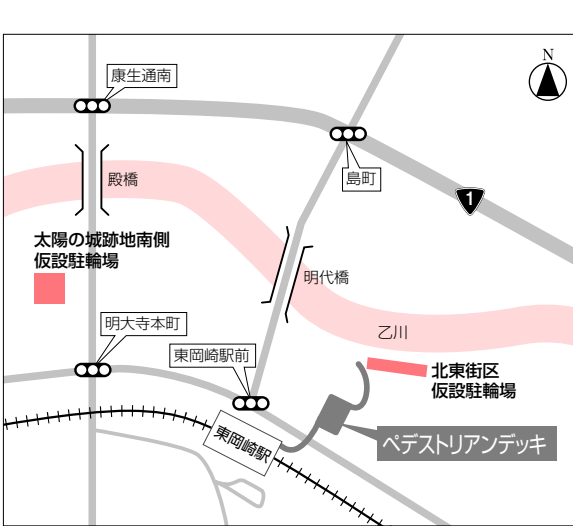 康生通南
N
殿橋
島町
1
太陽の城跡地南側
仮設駐輪場
明代橋
明大寺本町
乙川
東岡崎駅前
北東街区
仮設駐輪場
東岡崎駅
ペデストリアンデッキ